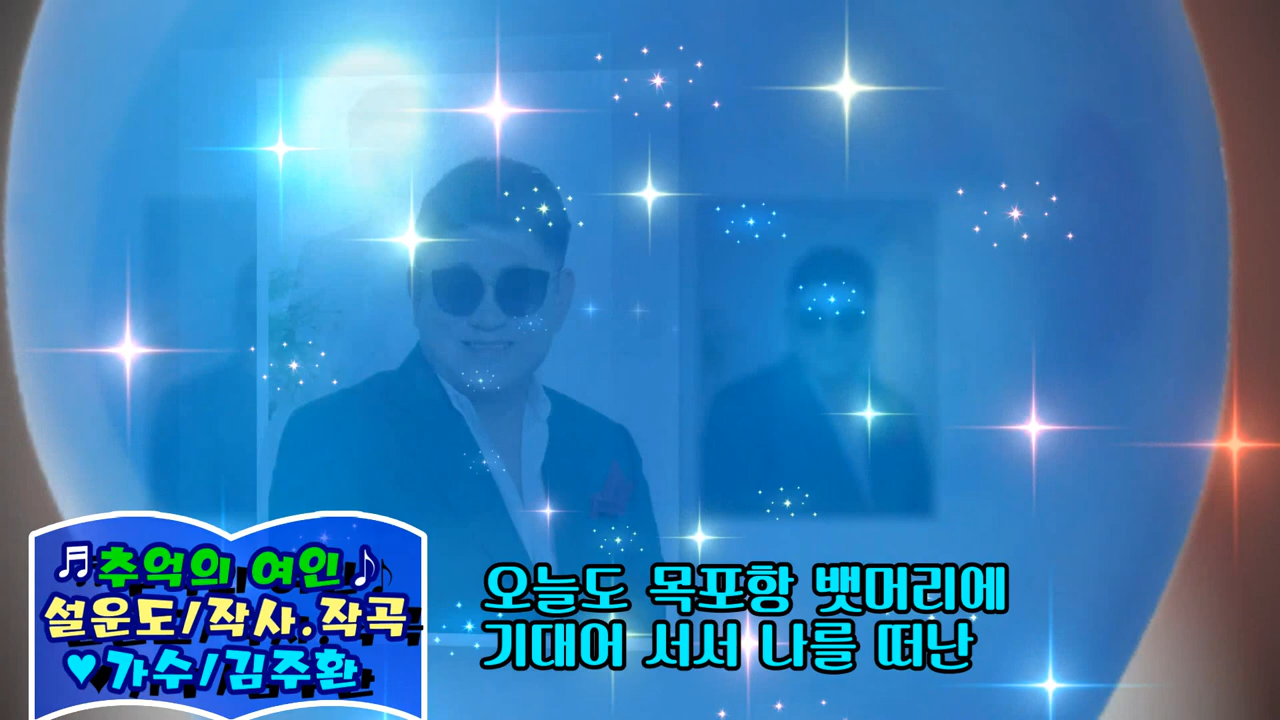 ♬추억의 여인♪
설운도/작사.작곡
♥가수/김주환
오늘도 목포항 뱃머리에
기대어 서서 나를 떠난